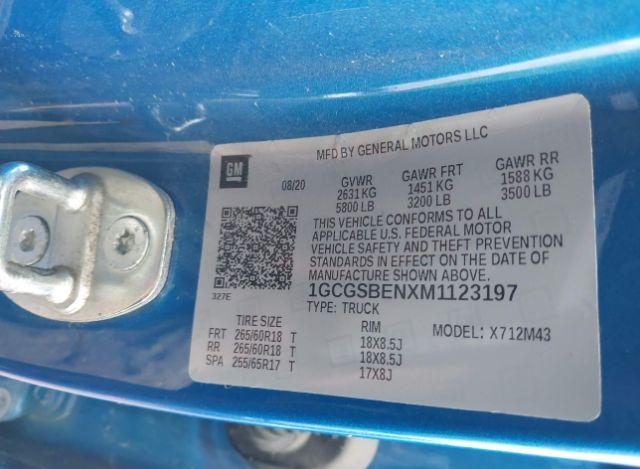 MFD BY GENERAL MOTORS LLC
GM
08/20 GVWR GAWR FRT GAWR RR
2631 KG 1451 KG 1588 KG
5800 LB 3200 LB 3500 LB
THIS VEHICLE CONFORMS TO ALL
APPLICABLE U.S. FEDERAL MOTOR
VEHICLE SAFETY AND THEFT PREVENTION
STANDARDS IN EFFECT ON THE DATE OF
MANUFACTURE SHOWN ABOVE.
327E
1GCGSBENXM1123197
TYPE: TRUCK
MODEL: X712M43
TIRE SIZE RIM
FRT 265/60R18 T 18X8.5J
RR 265/60R18 T 18X8.5J
SPA 255/65R17 T 17X8J